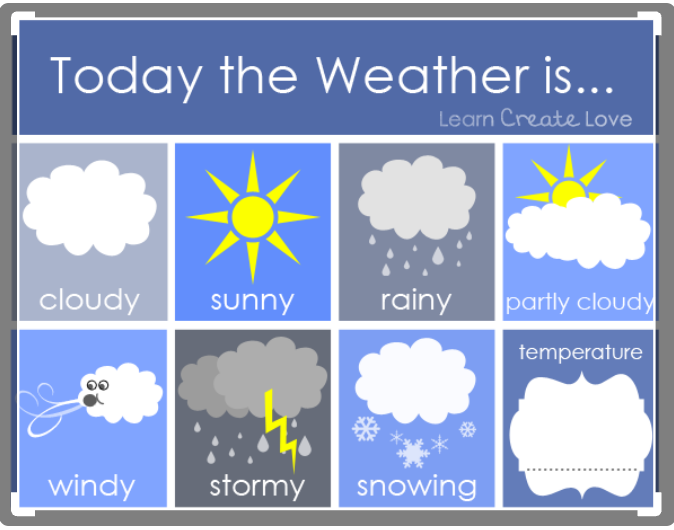 Today the Weather is...
Learn Create Love
cloudy
sunny
rainy
partly cloudy
windy
stormy
snowing
temperature